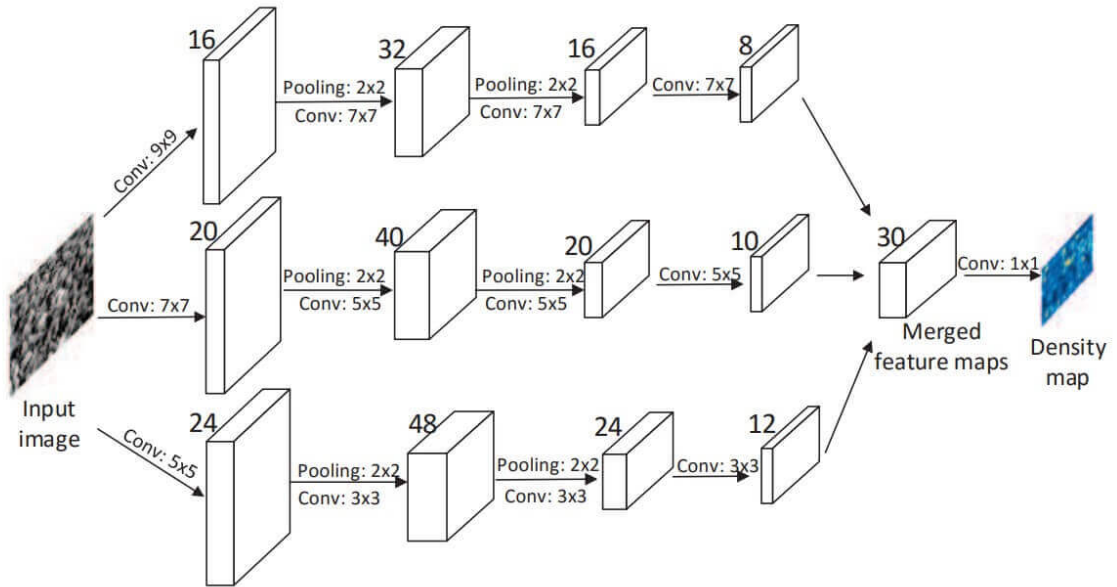 16
32
16
8
Pooling: 2x2
Conv: 7x7
Pooling: 2x2
Conv: 7x7
Conv: 7x7
Conv: 9x9
20
40
20
10
30
Conv: 7x7
Pooling: 2x2
Conv: 5x5
Pooling: 2x2
Conv: 5x5
Conv: 5x5
Conv: 1x1
Merged
feature maps
Density
map
Input
image
Conv: 5x5
24
48
24
12
Pooling: 2x2
Conv: 3x3
Pooling: 2x2
Conv: 3x3
Conv: 3x3